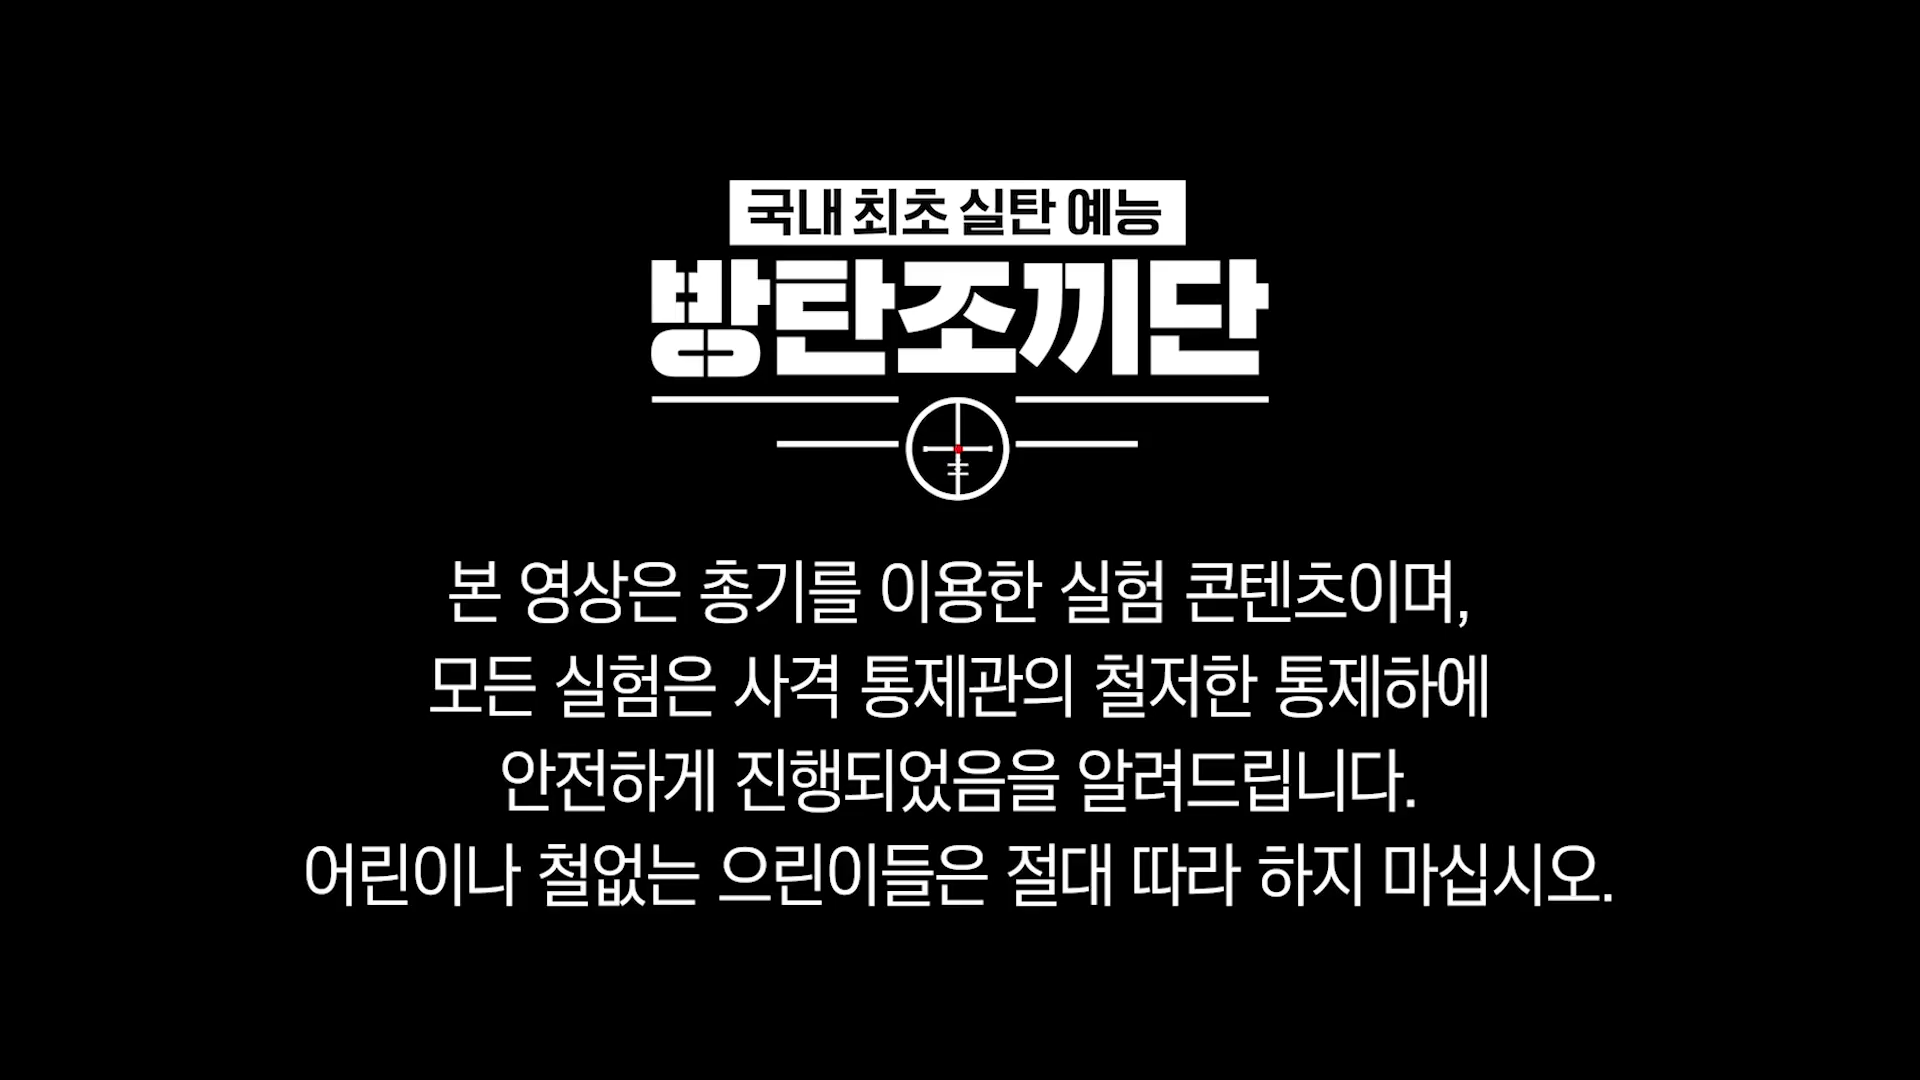 국내 최초 실탄 예능
방탄조끼단
본 영상은 총기를 이용한 실험 콘텐츠이며,
모든 실험은 사격 통제관의 철저한 통제하에
안전하게 진행되었음을 알려드립니다.
어린이나 철없는 으린이들은 절대 따라 하지 마십시오.